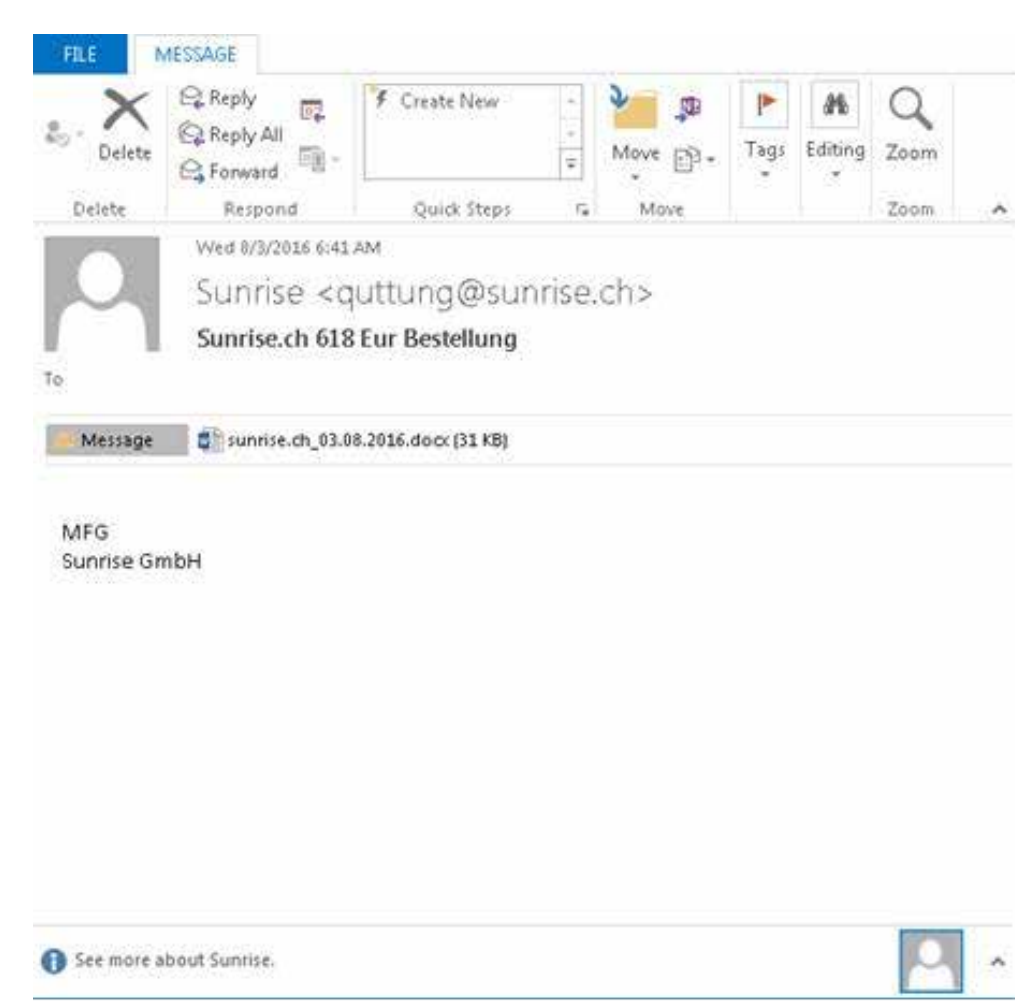 FILE MESSAGE
Delete
Reply
Reply All
Forward
Create New
Move
Tags
Editing
Zoom
Delete Respond Quick Steps Move Zoom
Wed 8/3/2016 6:41 AM
Sunrise <quttung@sunrise.ch>
Sunrise.ch 618 Eur Bestellung
To
Message sunrise.ch_03.08.2016.docx (31 KB)
MFG
Sunrise GmbH
See more about Sunrise.